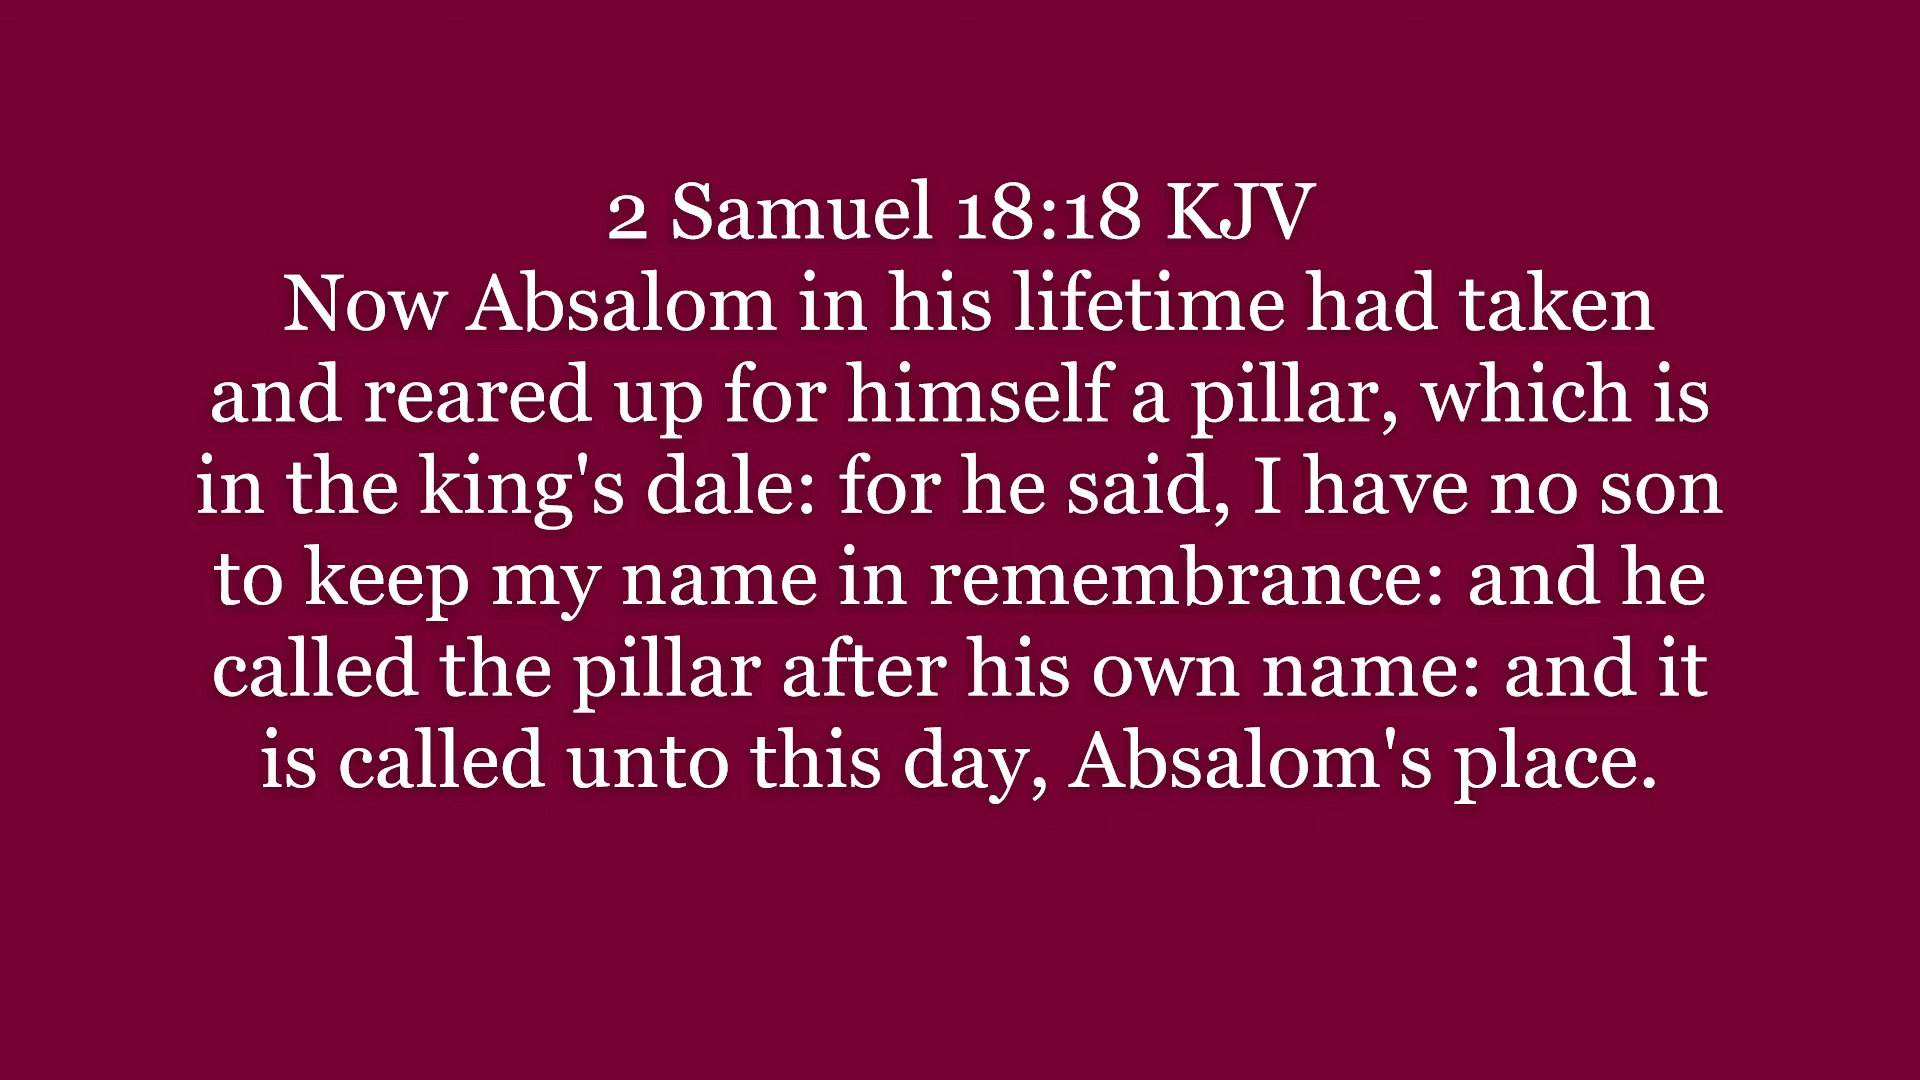 2 Samuel 18:18 KJV
Now Absalom in his lifetime had taken
and reared up for himself a pillar, which is
in the king's dale: for he said, I have no son
to keep my name in remembrance: and he
called the pillar after his own name: and it
is called unto this day, Absalom's place.